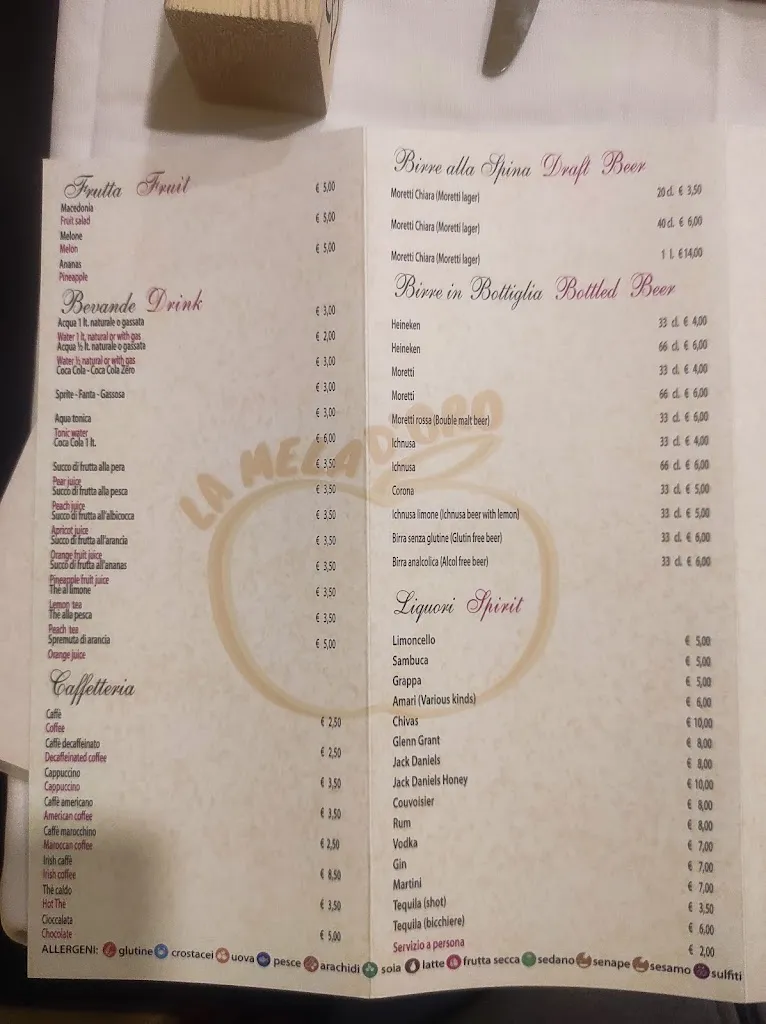 Frutta Fruit
Macedonia € 5,00
Fruit salad
Melone € 5,00
Melon
Ananas € 5,00
Pineapple
Bevande Drink
Acqua 1 lt. naturale o gassata € 3,00
Water 1 lt, natural or with gas
Acqua ½ lt. naturale o gassata € 2,00
Water ½ natural or with gas
Coca Cola - Coca Cola Zero € 3,00
Sprite - Fanta - Gassosa € 3,00
Aqua tonica € 3,00
Tonic water
Coca Cola 1 lt. € 6,00
Succo di frutta alla pera € 3,50
Pear juice
Succo di frutta alla pesca € 3,50
Peach juice
Succo di frutta all'albicocca € 3,50
Apricot juice
Succo di frutta all'arancia € 3,50
Orange fruit juice
Succo di frutta all'ananas € 3,50
Pineapple fruit juice
The al limone € 3,50
Lemon tea
The alla pesca € 3,50
Peach tea
Spremuta di arancia € 5,00
Orange juice
Caffetteria
Caffè € 2,50
Coffee
Caffè decaffeinato € 2,50
Decaffeinated coffee
Cappuccino € 3,50
Cappucino
Caffè americano € 3,50
American coffee
Caffè marocchino € 2,50
Maroccan coffee
Irish caffè € 8,50
Irish coffee
Thè caldo € 3,50
Hot The
Cioccalata € 5,00
Chocolate
Birre alla Spina Draft Beer
Moretti Chiara (Moretti lager) 20 cl. € 3,50
Moretti Chiara (Moretti lager) 40 cl. € 6,00
Moretti Chiara (Moretti lager) 1 l. € 14,00
Birre in Bottiglia Bottled Beer
Heineken 33 cl. € 4,00
Heineken 66 cl. € 6,00
Moretti 33 cl. € 4,00
Moretti 66 cl. € 6,00
Moretti rossa (Bouble malt beer) 33 cl. € 6,00
Ichnusa 33 cl. € 4,00
Ichnusa 66 cl. € 6,00
Corona 33 cl. € 5,00
Ichnusa limone (Ichnusa beer with lemon) 33 cl. € 5,00
Birra senza glutine (Glutin free beer) 33 cl. € 6,00
Birra analcolica (Alcol free beer) 33 cl. € 6,00
Liquori Spirit
Limoncello € 5,00
Sambuca € 5,00
Grappa € 5,00
Amari (Various kinds) € 6,00
Chivas € 10,00
Glenn Grant € 8,00
Jack Daniels € 8,00
Jack Daniels Honey € 10,00
Couvoisier € 8,00
Rum € 8,00
Vodka € 7,00
Gin € 7,00
Martini € 7,00
Tequila (shot) € 3,50
Tequila (bicchiere) € 6,00
Servizio a persona € 2,00
LA MELA D'ORO
ALLERGENI: glutine crostacei uova pesce arachidi soia latte frutta secca sedano senape sesamo sulfiti